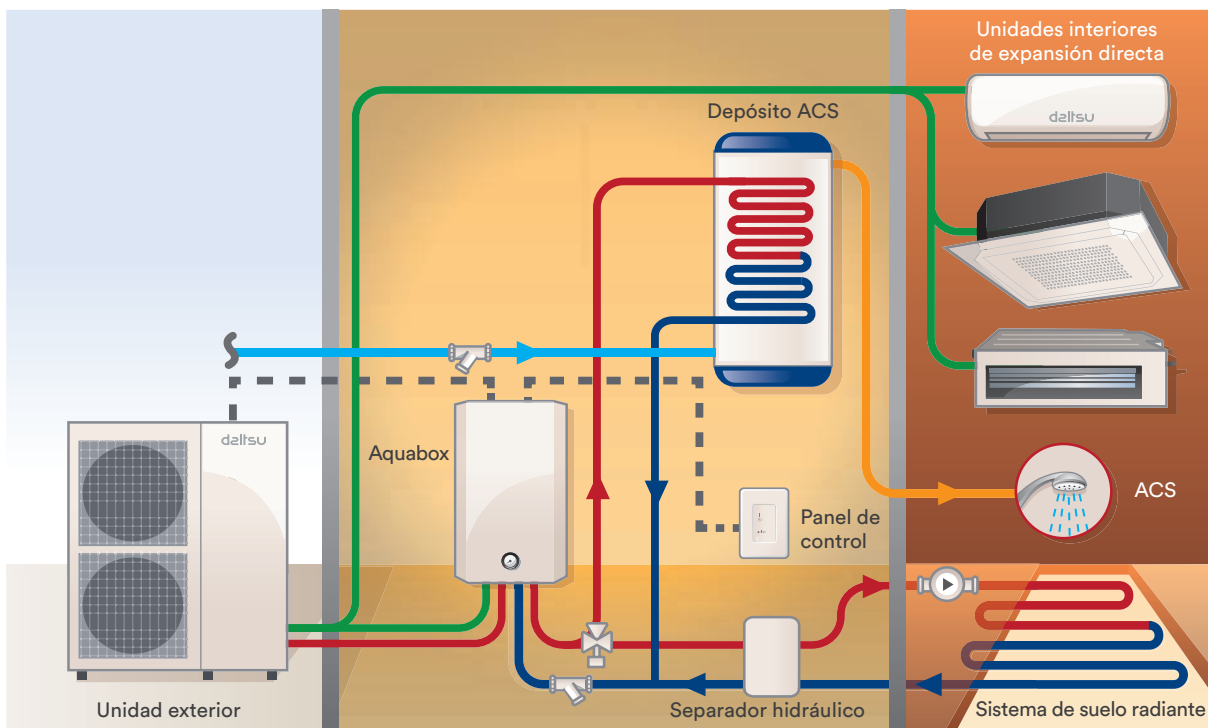 Unidades interiores
de expansión directa
daitsu
Depósito ACS
daitsu
Aquabox
ACS
Panel de
control
Unidad exterior
Separador hidráulico
Sistema de suelo radiante